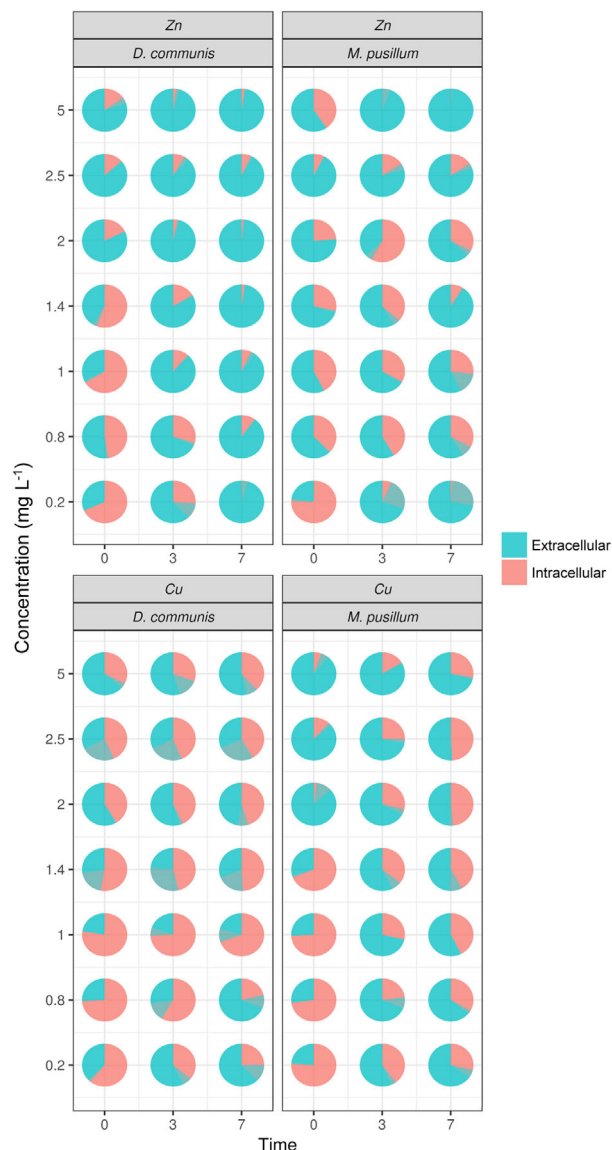 Zn
Zn
D. communis
M. pusillum
5
2.5
2
1.4
1
0.8
0.2
0 3 7
0 3 7
Concentration (mg L⁻¹)
Extracellular
Intracellular
Cu
Cu
D. communis
M. pusillum
5
2.5
2
1.4
1
0.8
0.2
0 3 7
0 3 7
Time